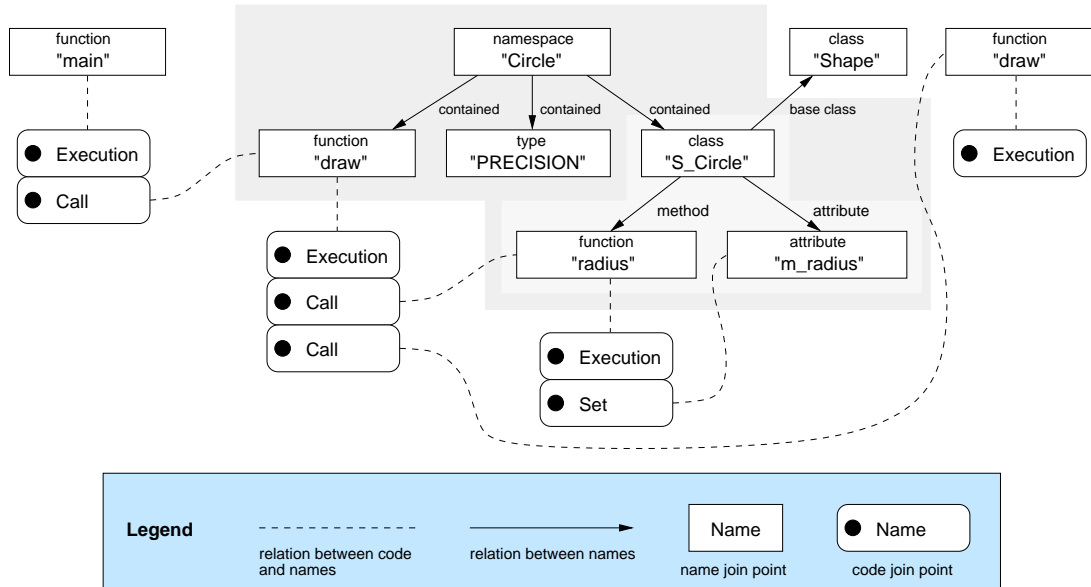 function
"main"
namespace
"Circle"
class
"Shape"
function
"draw"
contained
contained
contained
base class
Execution
Call
function
"draw"
type
"PRECISION"
class
"S_Circle"
Execution
method
attribute
Execution
Call
Call
function
"radius"
attribute
"m_radius"
Execution
Set
Legend
relation between code
and names
relation between names
Name
name join point
Name
code join point